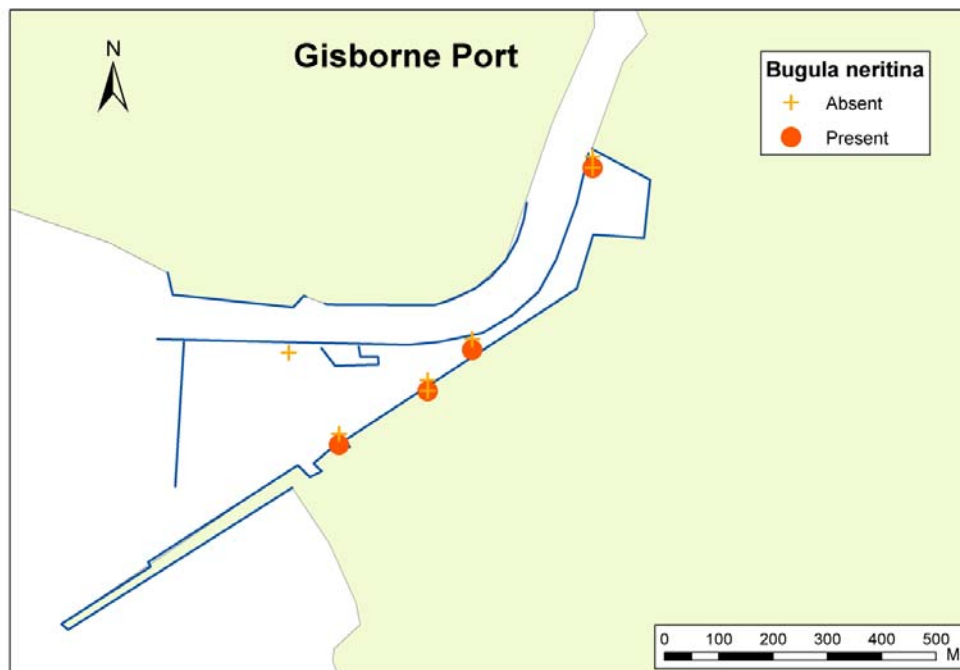 Gisborne Port
N
Bugula neritina
Absent
Present
0 100 200 300 400 500
M